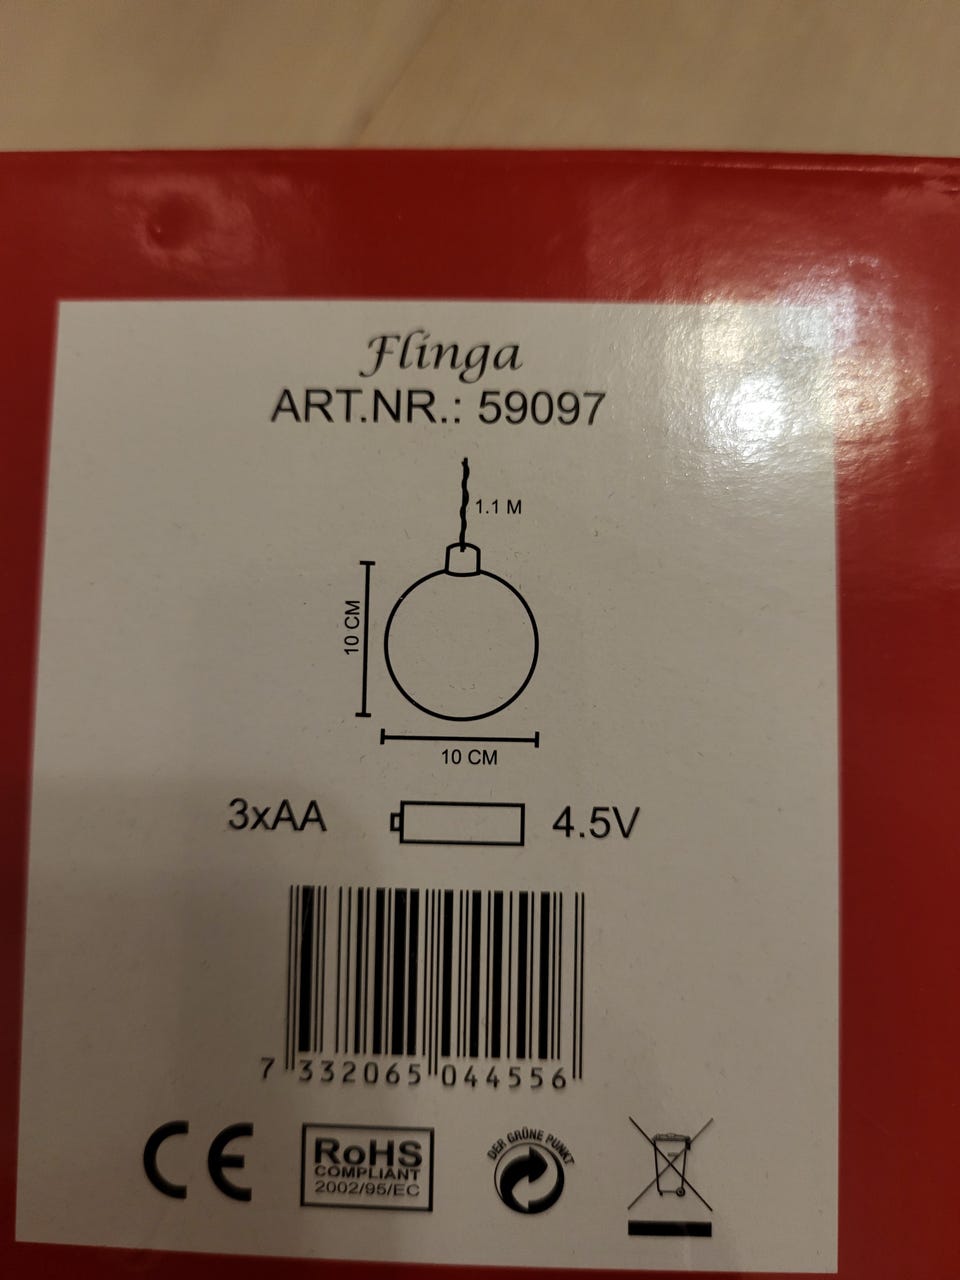 Flinga
ART.NR.: 59097
1.1 M
10 CM
10 CM
3xAA 4.5V
7 332065 044556
CE
RoHS
COMPLIANT
2002/95/EC
DER GRÜNE PUNKT